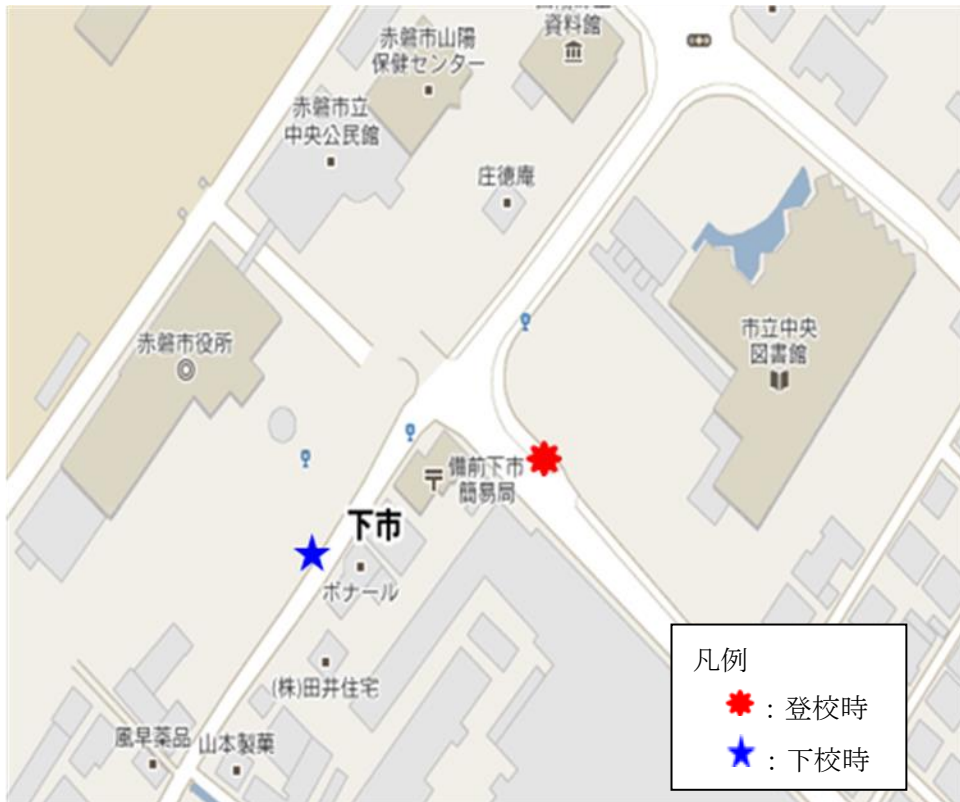 資料館
赤磐市山陽
保健センター
赤磐市立
中央公民館
庄徳庵
赤磐市役所
市立中央
図書館
備前下市
簡易局
下市
ボナール
(株)田井住宅
風早薬品
山本製菓
凡例
：登校時
：下校時